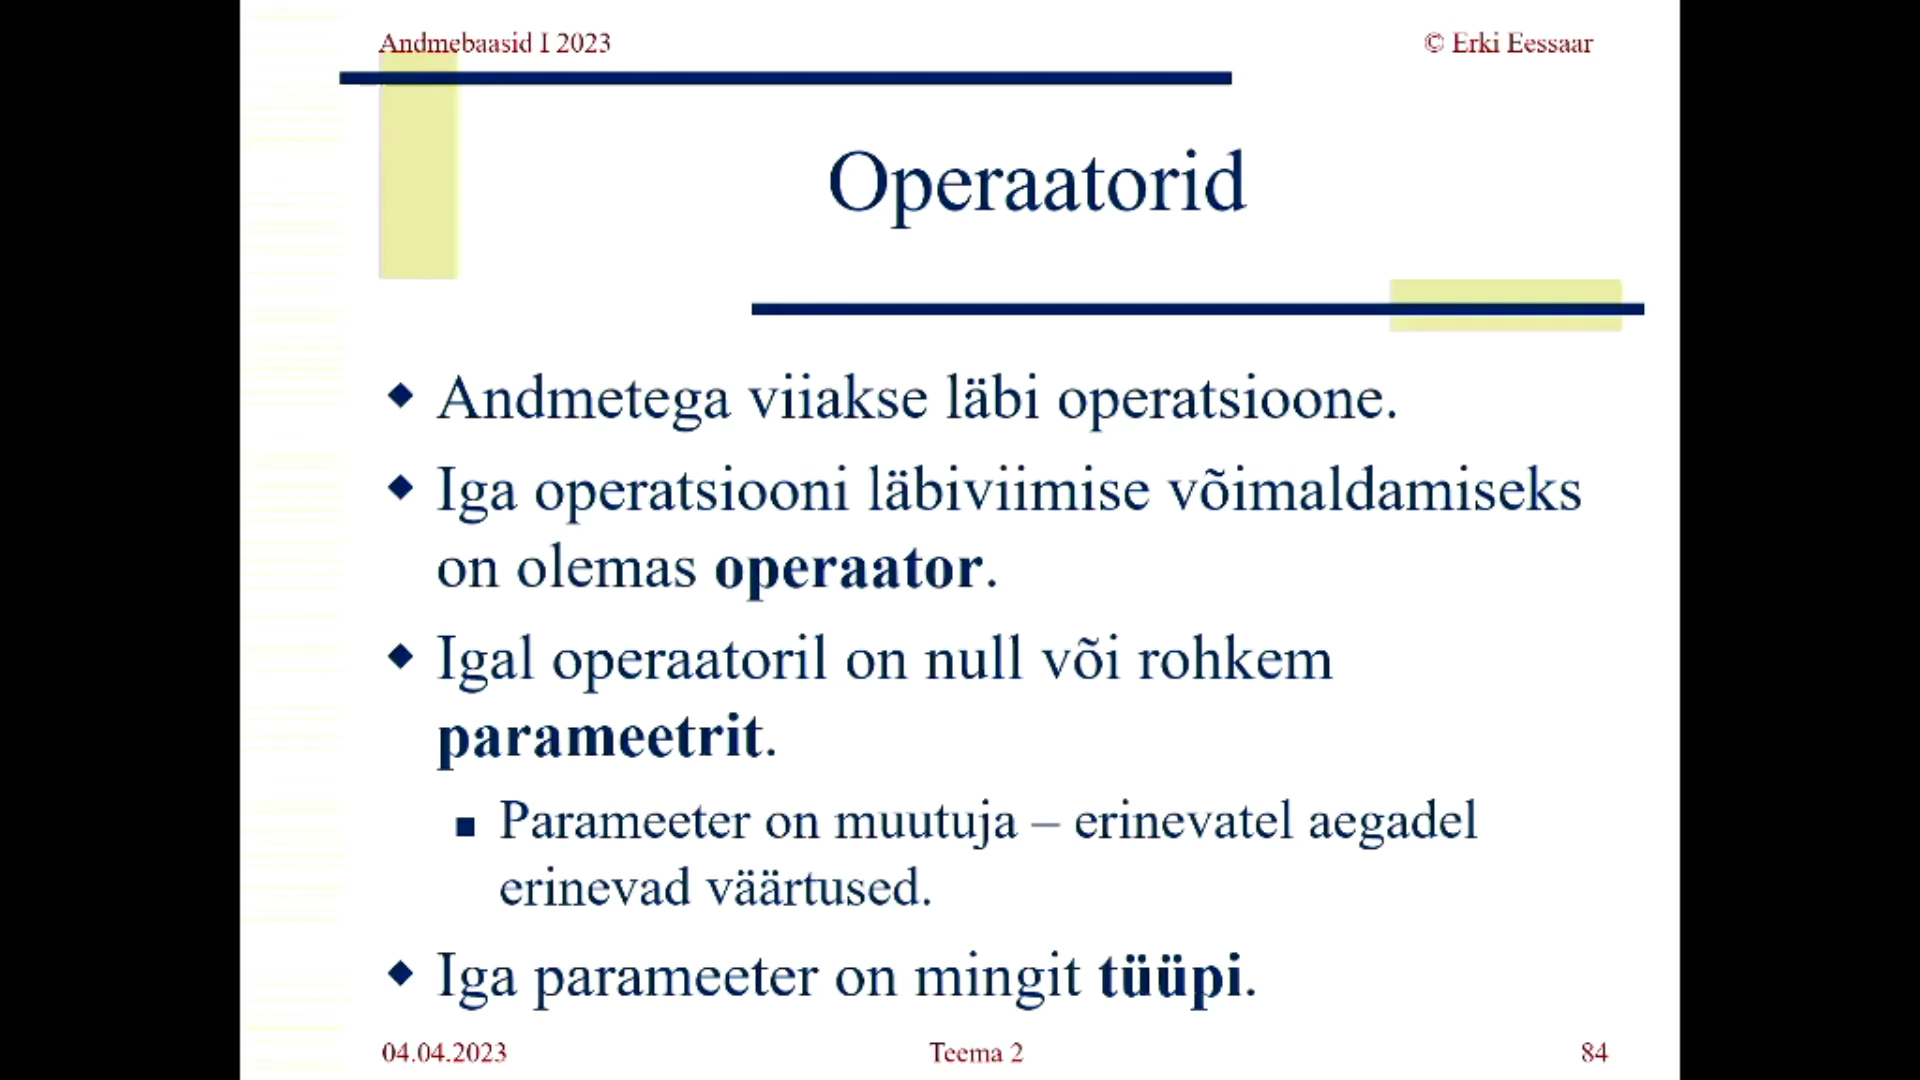 Andmebaasid I 2023
© Erki Eessaar
Operaatorid
Andmetega viiakse läbi operatsioone.
Iga operatsiooni läbiviimise võimaldamiseks
on olemas operaator.
Igal operaatoril on null või rohkem
parameetrit.
Parameeter on muutuja – erinevatel aegadel
erinevad väärtused.
Iga parameeter on mingit tüüpi.
04.04.2023
Teema 2
84